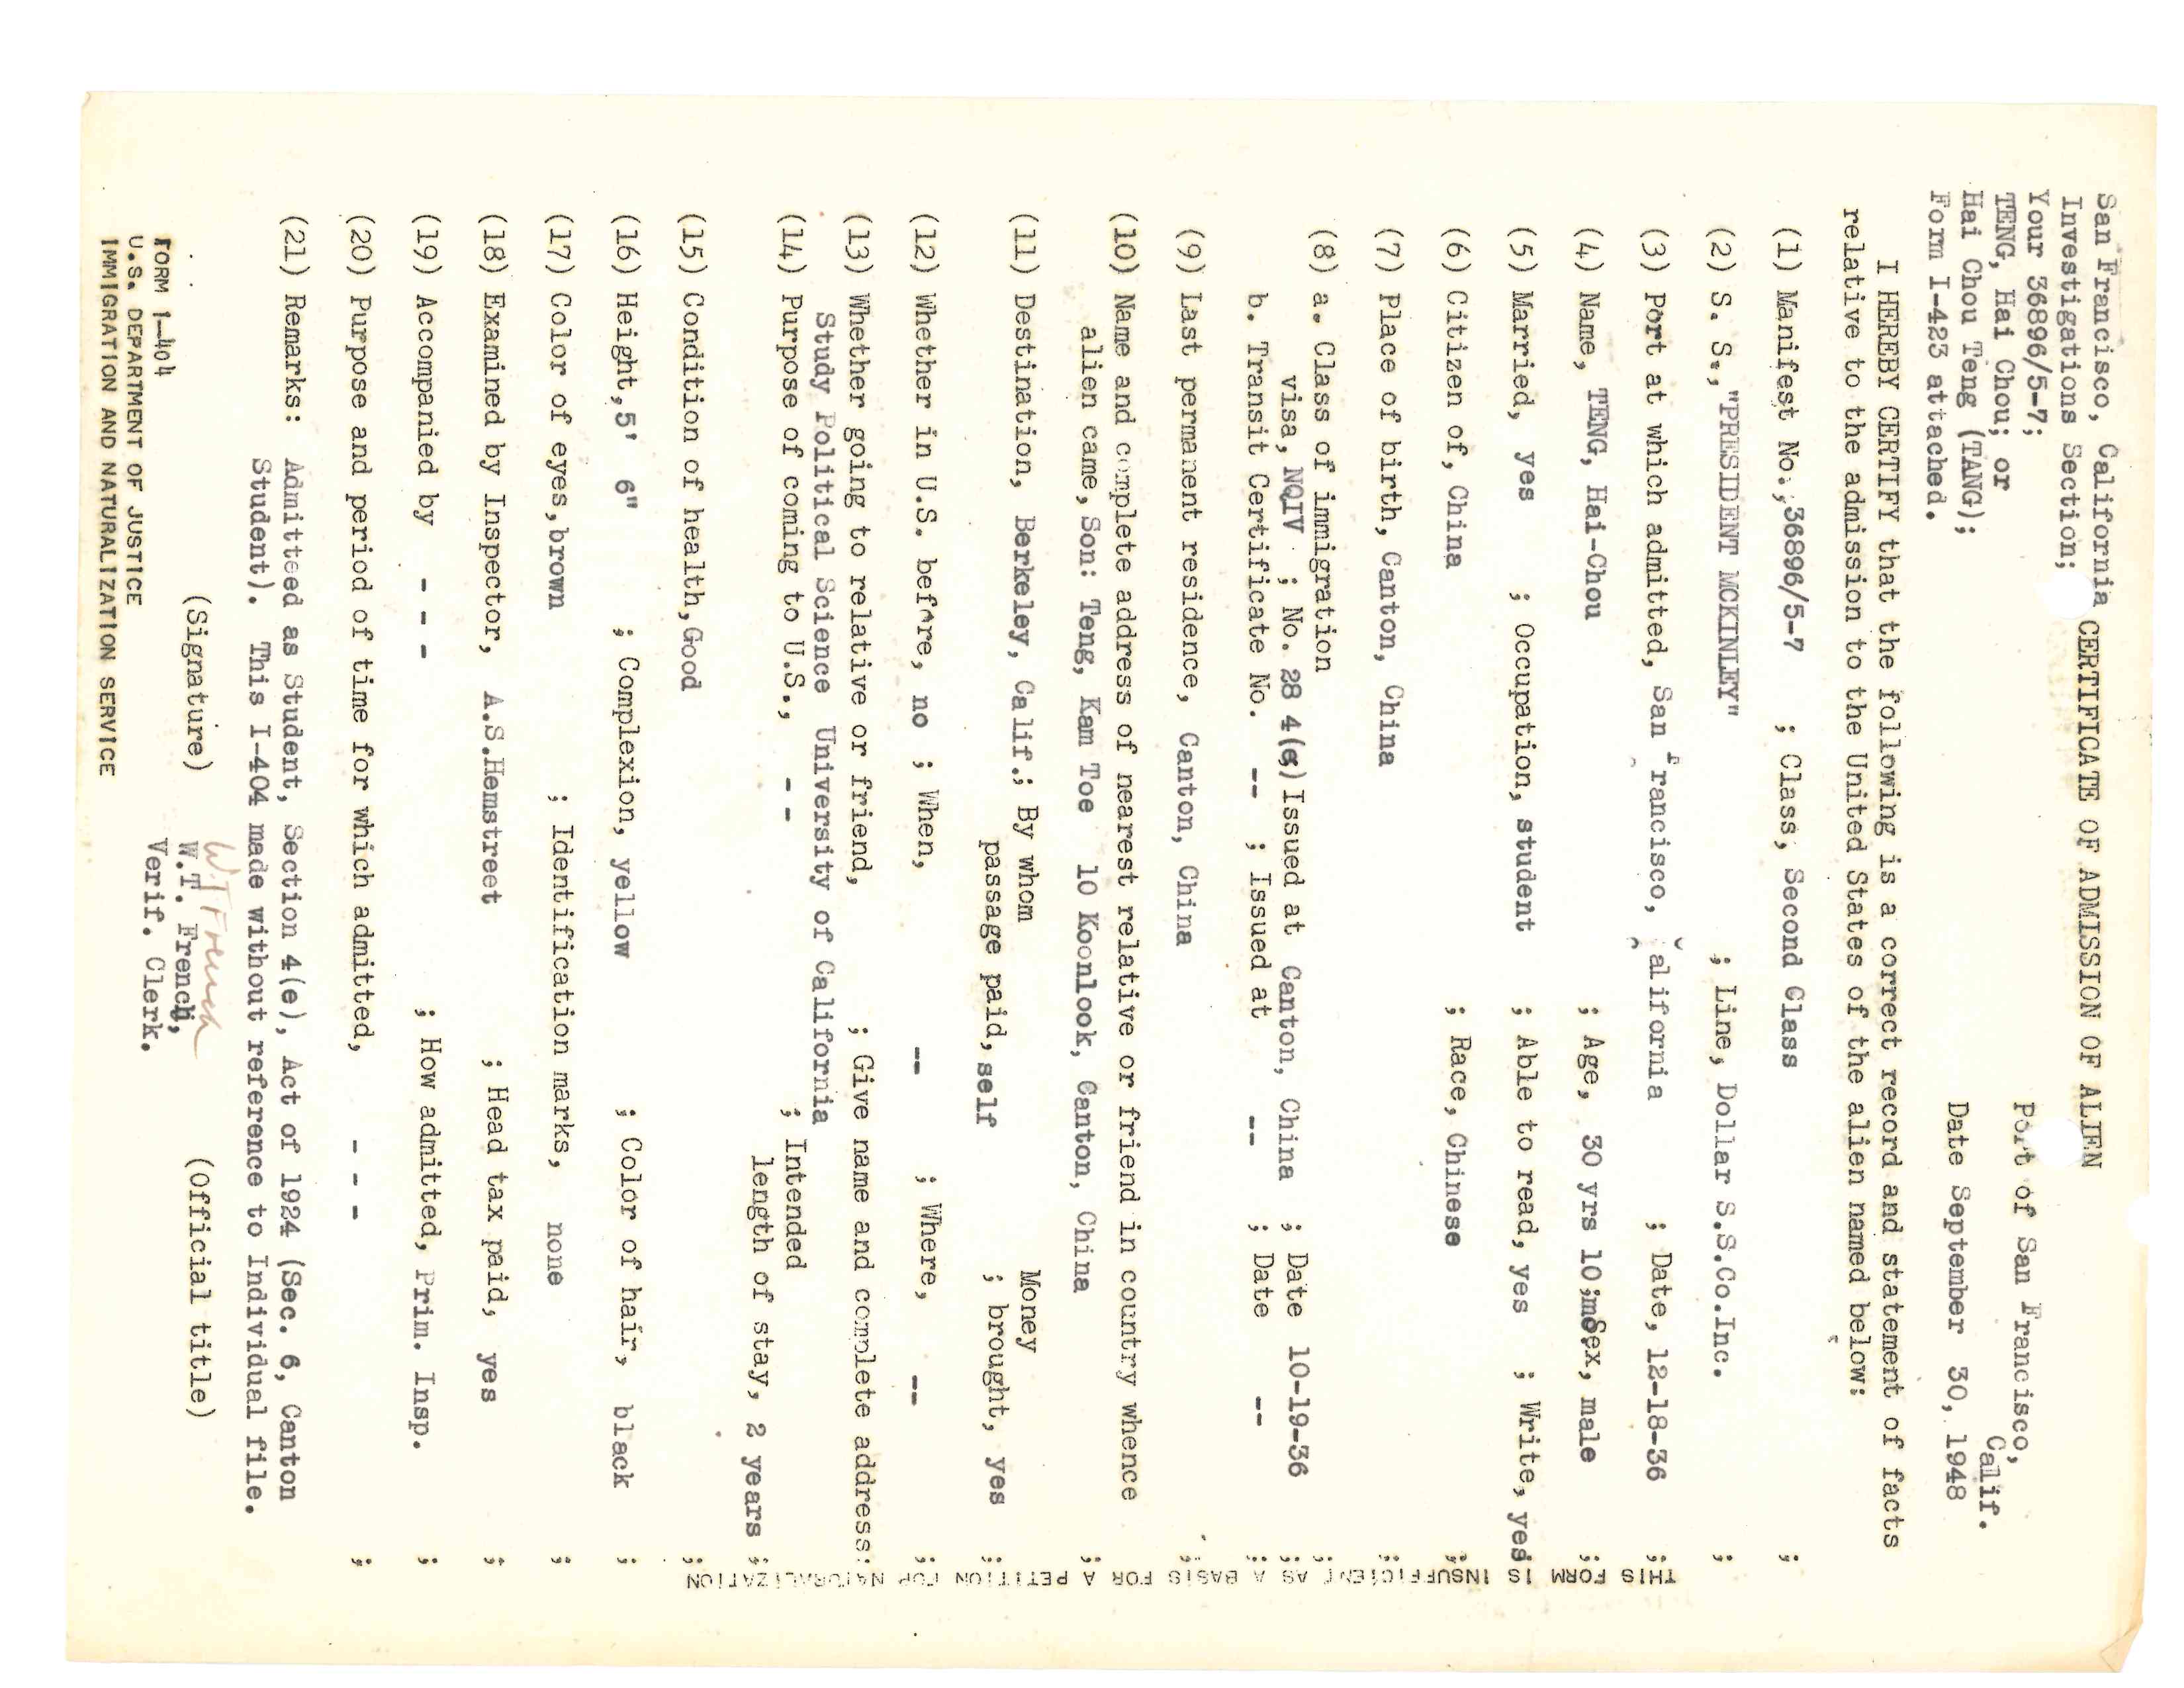 San Francisco, California
Investigations Section;
Your 36896/5-7;
TENG, Hai Chou; or
Hai Chou Teng (TANG);
Form I-423 attached.
CERTIFICATE OF ADMISSION OF ALIEN
Port of San Francisco,
Calif.
Date September 30, 1948
I HEREBY CERTIFY that the following is a correct record and statement of facts
relative to the admission to the United States of the alien named below:
(1) Manifest No., 36896/5-7 ; Class, Second Class ;
(2) S. S., "PRESIDENT MCKINLEY" ; Line, Dollar S.S.Co.Inc. ;
(3) Port at which admitted, San Francisco, California ; Date, 12-18-36 ;
(4) Name, TENG, Hai-Chou ; Age, 30 yrs 10 mo; Sex, male ;
(5) Married, yes ; Occupation, student ; Able to read, yes ; Write, yes
(6) Citizen of, China ; Race, Chinese ;
(7) Place of birth, Canton, China ;
(8) a. Class of immigration ;
visa, NQIV ; No. 28 4(e) Issued at Canton, China ; Date 10-19-36 ;
b. Transit Certificate No. -- ; Issued at -- ; Date -- ;
(9) Last permanent residence, Canton, China ;
(10) Name and complete address of nearest relative or friend in country whence
alien came, Son: Teng, Kam Toe 10 Koonlook, Canton, China ;
(11) Destination, Berkeley, Calif.; By whom Money
passage paid, self ; brought, yes ;
(12) Whether in U.S. before, no ; When, -- ; Where, -- ;
(13) Whether going to relative or friend, ; Give name and complete address:
Study Political Science University of California
(14) Purpose of coming to U.S., - - ; Intended
length of stay, 2 years ;
(15) Condition of health, Good ;
(16) Height, 5' 6" ; Complexion, yellow ; Color of hair, black ;
(17) Color of eyes, brown ; Identification marks, none ;
(18) Examined by Inspector, A.S.Hemstreet ; Head tax paid, yes ;
(19) Accompanied by - - - ; How admitted, Prim. Insp. ;
(20) Purpose and period of time for which admitted, - - - ;
(21) Remarks: Admitteed as Student, Section 4(e), Act of 1924 (Sec. 6, Canton
Student). This I-404 made without reference to Individual file.
W.T French
(Signature) W.T. French, (Official title)
Verif. Clerk.
FORM I-404
U.S. DEPARTMENT OF JUSTICE
IMMIGRATION AND NATURALIZATION SERVICE
THIS FORM IS INSUFFICIENT AS A BASIS FOR A PETITION FOR NATURALIZATION